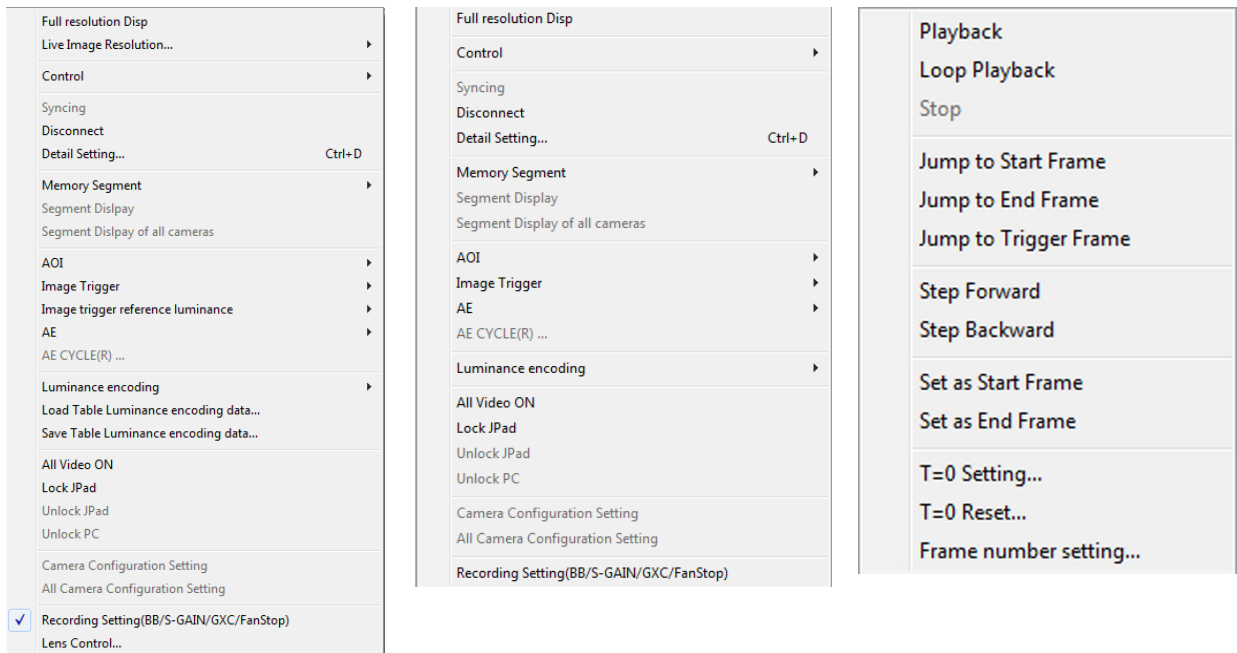 Full resolution Disp
Live Image Resolution...
Control
Syncing
Disconnect
Detail Setting... Ctrl+D
Memory Segment
Segment Dislpay
Segment Dislpay of all cameras
AOI
Image Trigger
Image trigger reference luminance
AE
AE CYCLE(R) ...
Luminance encoding
Load Table Luminance encoding data...
Save Table Luminance encoding data...
All Video ON
Lock JPad
Unlock JPad
Unlock PC
Camera Configuration Setting
All Camera Configuration Setting
Recording Setting(BB/S-GAIN/GXC/FanStop)
Lens Control...
Full resolution Disp
Control
Syncing
Disconnect
Detail Setting... Ctrl+D
Memory Segment
Segment Display
Segment Display of all cameras
AOI
Image Trigger
AE
AE CYCLE(R) ...
Luminance encoding
All Video ON
Lock JPad
Unlock JPad
Unlock PC
Camera Configuration Setting
All Camera Configuration Setting
Recording Setting(BB/S-GAIN/GXC/FanStop)
Playback
Loop Playback
Stop
Jump to Start Frame
Jump to End Frame
Jump to Trigger Frame
Step Forward
Step Backward
Set as Start Frame
Set as End Frame
T=0 Setting...
T=0 Reset...
Frame number setting...